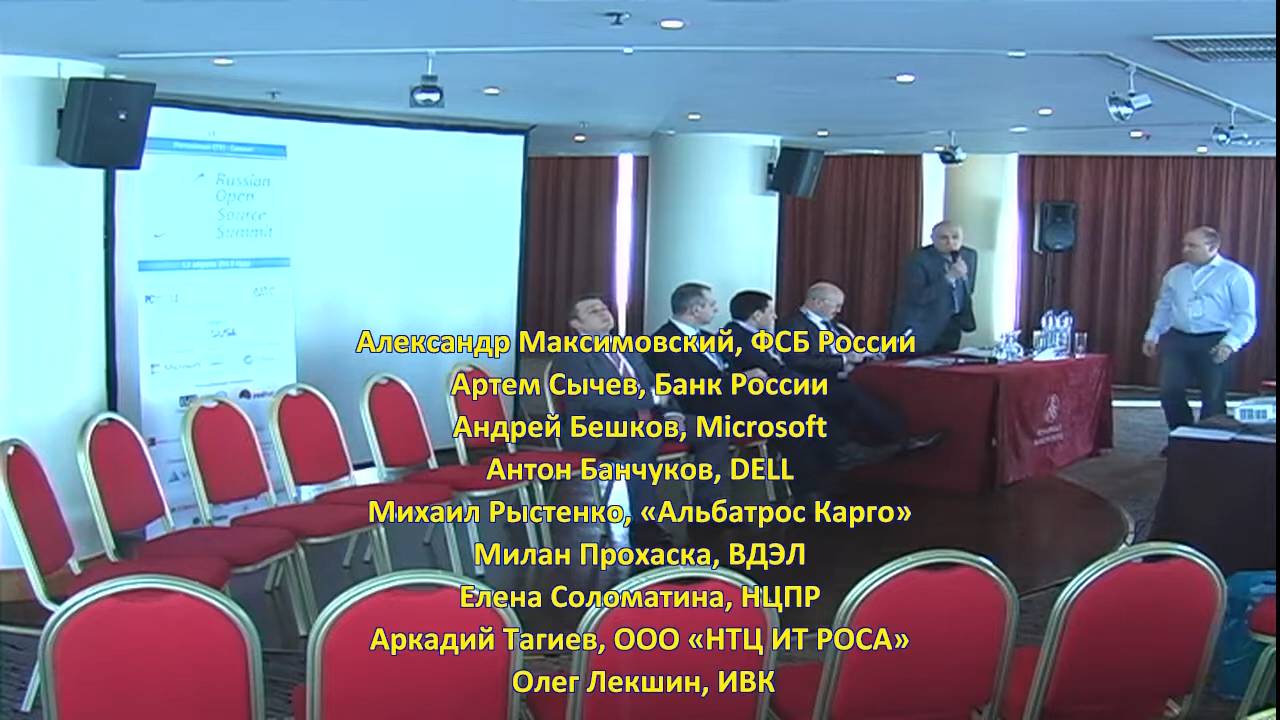 Russian
Open
Source
Summit
Александр Максимовский, ФСБ России
Артем Сычев, Банк России
Андрей Бешков, Microsoft
Антон Банчуков, DELL
Михаил Рыстенко, «Альбатрос Карго»
Милан Прохаска, ВДЭЛ
Елена Соломатина, НЦПР
Аркадий Тагиев, ООО «НТЦ ИТ РОСА»
Олег Лекшин, ИВК